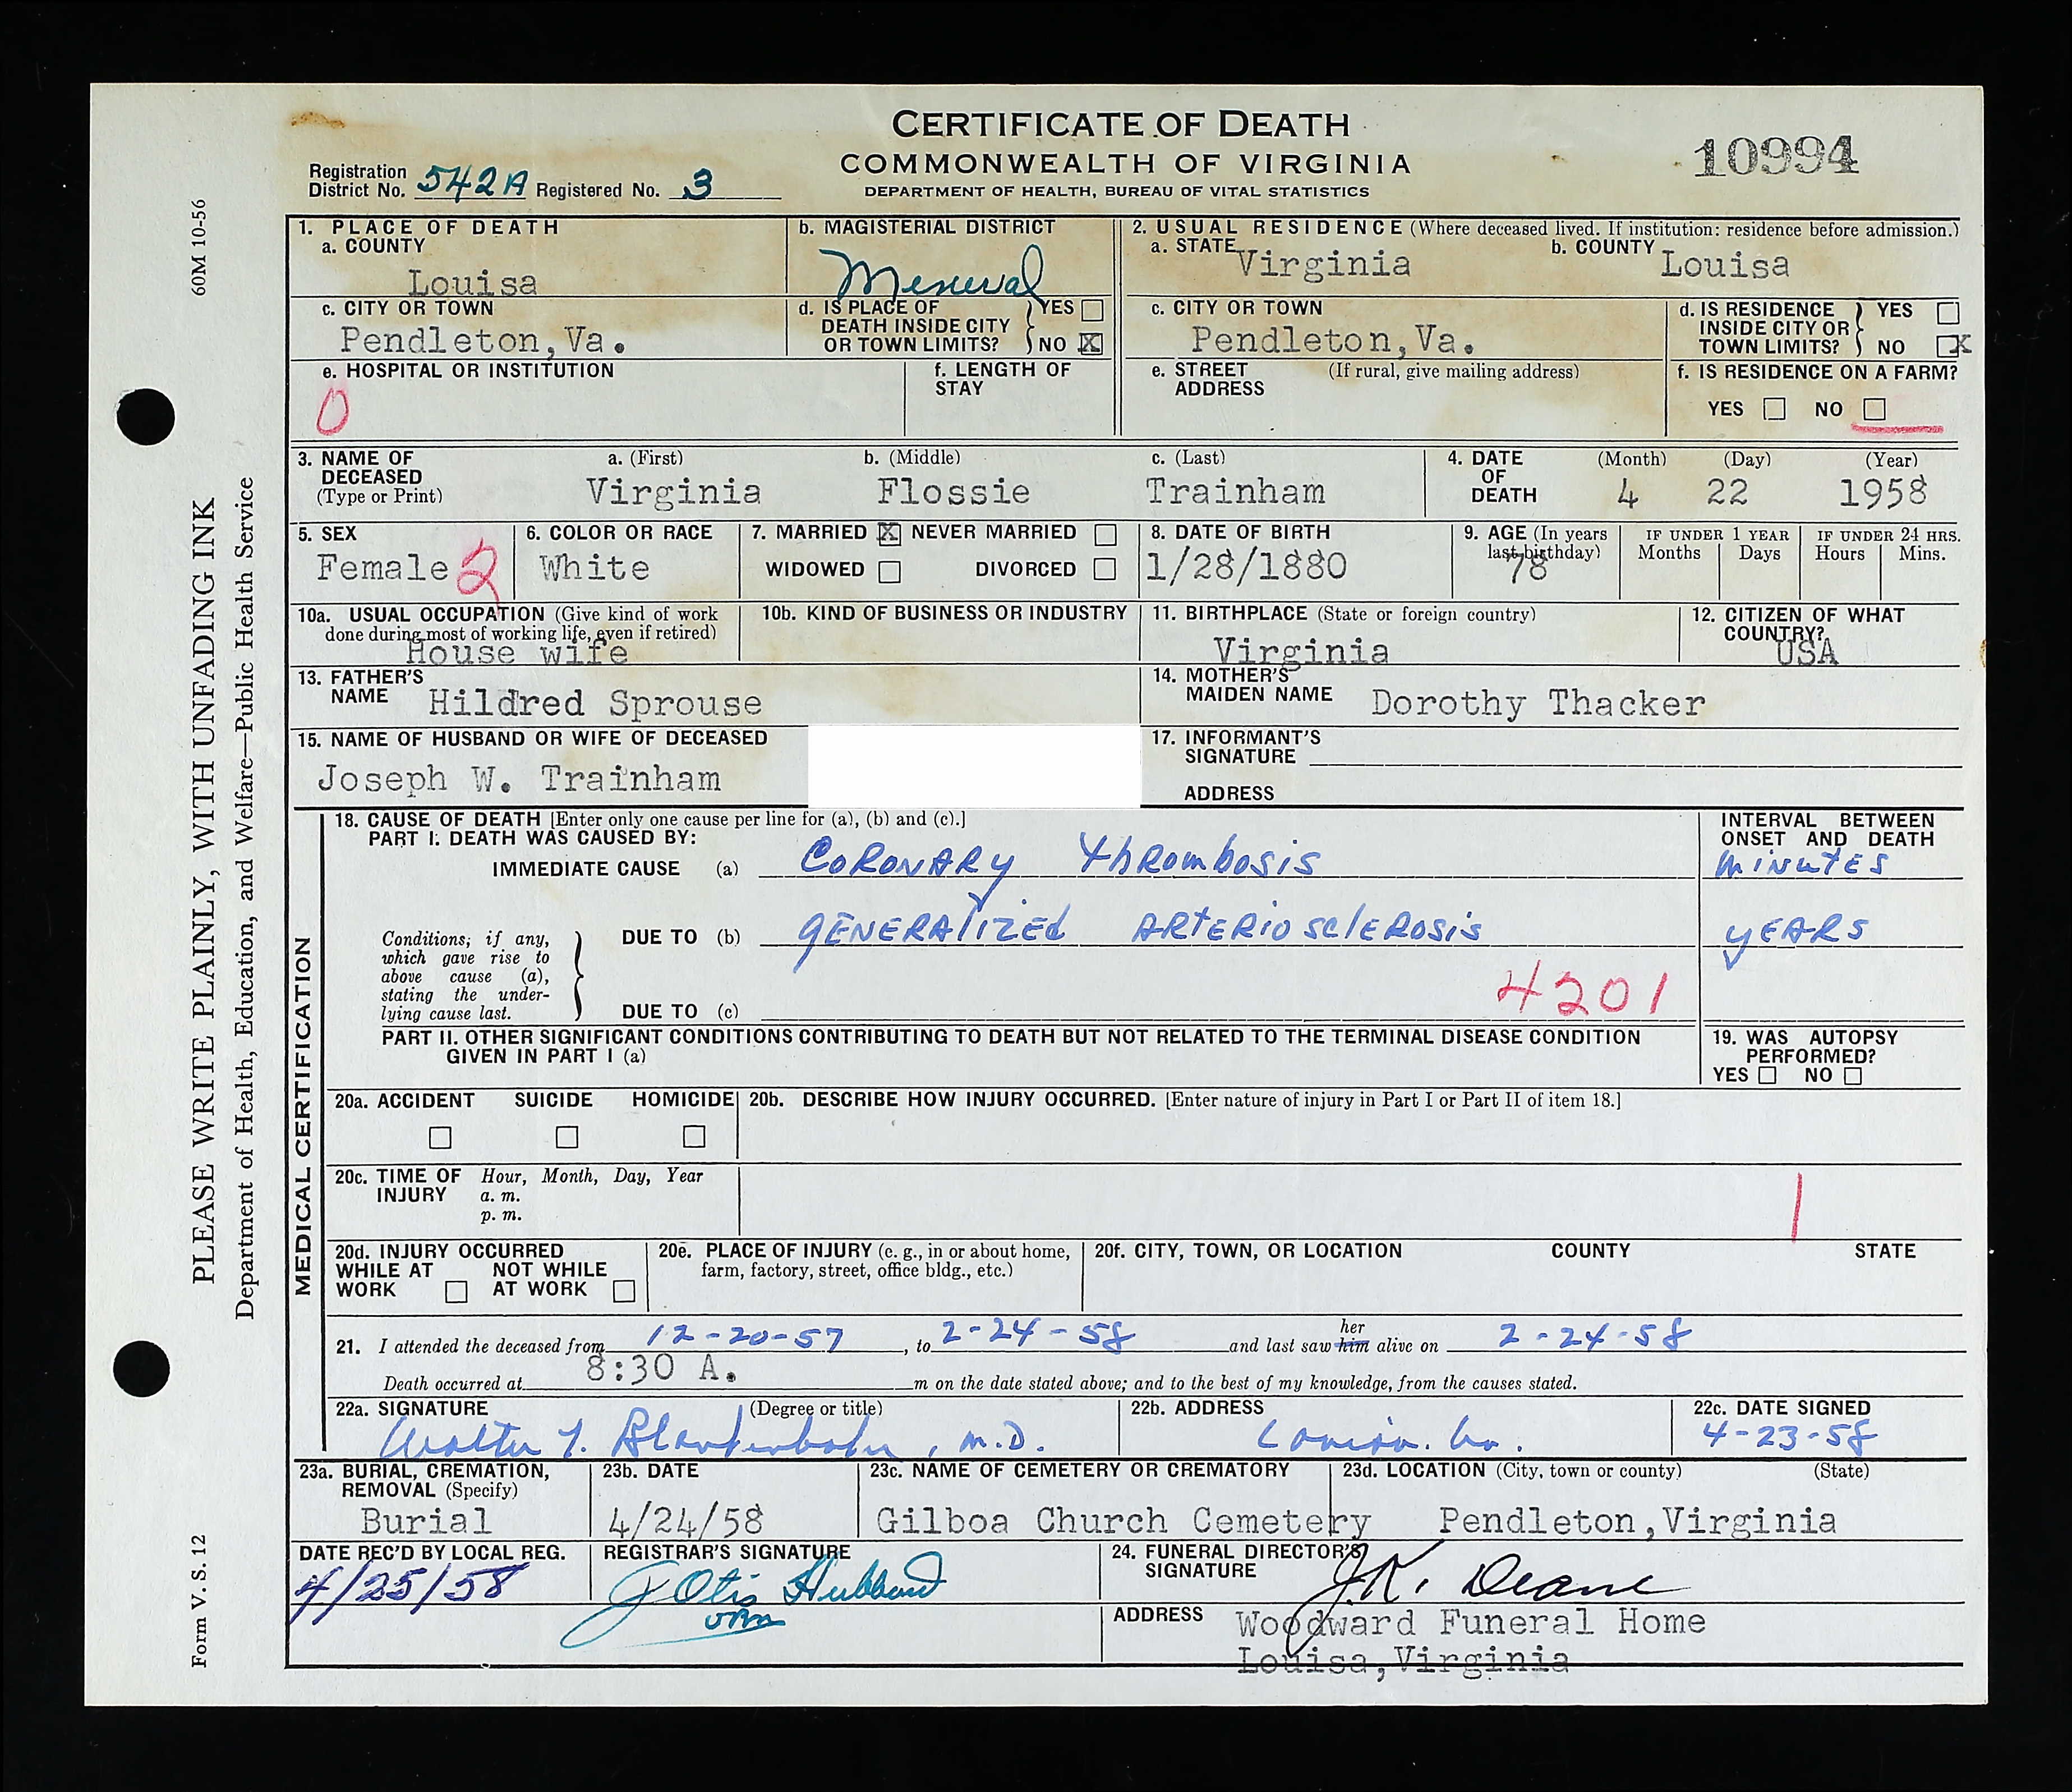 CERTIFICATE OF DEATH
COMMONWEALTH OF VIRGINIA
DEPARTMENT OF HEALTH, BUREAU OF VITAL STATISTICS
10994
Registration District No. 542A Registered No. 3
60M 10-56
PLEASE WRITE PLAINLY, WITH UNFADING INK
Department of Health, Education, and Welfare—Public Health Service
Form V. S. 12
1. PLACE OF DEATH
a. COUNTY
Louisa
b. MAGISTERIAL DISTRICT
2. USUAL RESIDENCE (Where deceased lived. If institution: residence before admission.)
a. STATE Virginia
b. COUNTY Louisa
c. CITY OR TOWN
Pendleton,Va.
d. IS PLACE OF DEATH INSIDE CITY OR TOWN LIMITS? YES NO X
c. CITY OR TOWN
Pendleton,Va.
d. IS RESIDENCE INSIDE CITY OR TOWN LIMITS? YES NO X
e. HOSPITAL OR INSTITUTION
0
f. LENGTH OF STAY
e. STREET ADDRESS (If rural, give mailing address)
f. IS RESIDENCE ON A FARM?
YES NO
3. NAME OF DECEASED (Type or Print)
a. (First) b. (Middle) c. (Last)
Virginia Flossie Trainham
4. DATE OF DEATH (Month) (Day) (Year)
4 22 1958
5. SEX
Female 2
6. COLOR OR RACE
White
7. MARRIED X NEVER MARRIED
WIDOWED DIVORCED
8. DATE OF BIRTH
1/28/1880
9. AGE (In years last birthday)
78
IF UNDER 1 YEAR
Months Days
IF UNDER 24 HRS.
Hours Mins.
10a. USUAL OCCUPATION (Give kind of work done during most of working life, even if retired)
House wife
10b. KIND OF BUSINESS OR INDUSTRY
11. BIRTHPLACE (State or foreign country)
Virginia
12. CITIZEN OF WHAT COUNTRY?
USA
13. FATHER'S NAME Hildred Sprouse
14. MOTHER'S MAIDEN NAME Dorothy Thacker
15. NAME OF HUSBAND OR WIFE OF DECEASED
Joseph W. Trainham
17. INFORMANT'S SIGNATURE
ADDRESS
MEDICAL CERTIFICATION
18. CAUSE OF DEATH [Enter only one cause per line for (a), (b) and (c).]
PART I. DEATH WAS CAUSED BY:
INTERVAL BETWEEN ONSET AND DEATH
IMMEDIATE CAUSE (a) CORONARY thRombosis
MINUTES
Conditions, if any, which gave rise to above cause (a), stating the underlying cause last.
DUE TO (b) GENERALIZED ARTERIOSCLEROSIS
YEARS
4201
DUE TO (c)
PART II. OTHER SIGNIFICANT CONDITIONS CONTRIBUTING TO DEATH BUT NOT RELATED TO THE TERMINAL DISEASE CONDITION
GIVEN IN PART I (a)
19. WAS AUTOPSY PERFORMED?
YES NO
20a. ACCIDENT SUICIDE HOMICIDE
20b. DESCRIBE HOW INJURY OCCURRED. [Enter nature of injury in Part I or Part II of item 18.]
20c. TIME OF INJURY Hour, Month, Day, Year
a. m.
p. m.
1
20d. INJURY OCCURRED
WHILE AT WORK NOT WHILE AT WORK
20e. PLACE OF INJURY (e. g., in or about home, farm, factory, street, office bldg., etc.)
20f. CITY, TOWN, OR LOCATION COUNTY STATE
21. I attended the deceased from 12-20-57, to 2-24-58 and last saw him her alive on 2-24-58
Death occurred at 8:30 A. m on the date stated above; and to the best of my knowledge, from the causes stated.
22a. SIGNATURE (Degree or title)
Walter , M.D.
22b. ADDRESS
Louisa. Va.
22c. DATE SIGNED
4-23-58
23a. BURIAL, CREMATION, REMOVAL (Specify)
Burial
23b. DATE
4/24/58
23c. NAME OF CEMETERY OR CREMATORY
Gilboa Church Cemetery
23d. LOCATION (City, town or county) (State)
Pendleton,Virginia
DATE REC'D BY LOCAL REG.
4/25/58
REGISTRAR'S SIGNATURE
J Otis Hubbard
24. FUNERAL DIRECTOR'S SIGNATURE
J.K. Deane
ADDRESS Woodward Funeral Home
Louisa,Virginia